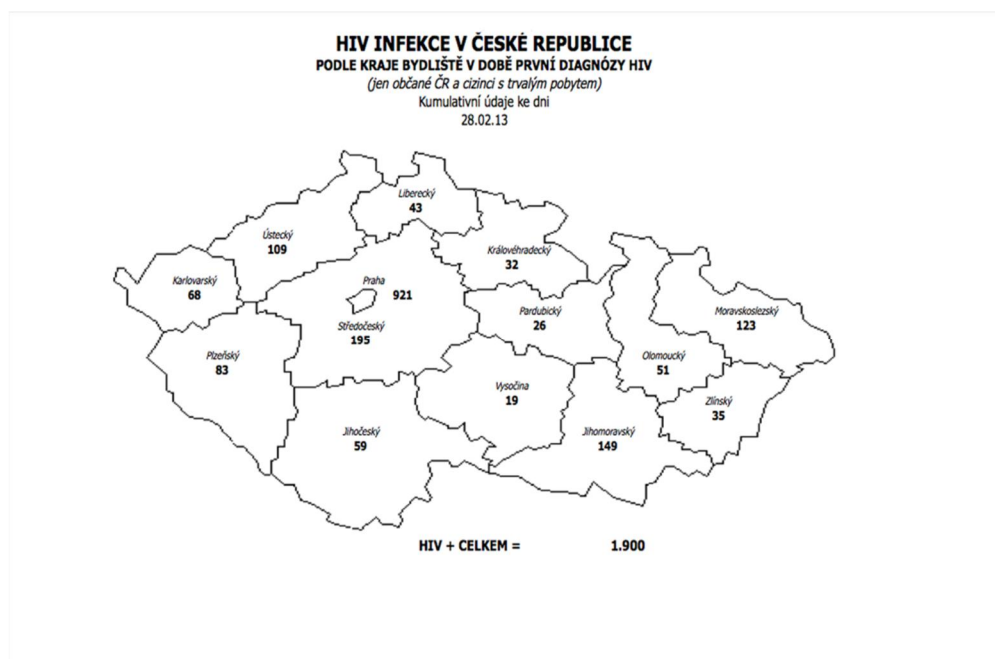 HIV INFEKCE V ČESKÉ REPUBLICE
PODLE KRAJE BYDLIŠTĚ V DOBĚ PRVNÍ DIAGNÓZY HIV
(jen občané ČR a cizinci s trvalým pobytem)
Kumulativní údaje ke dni
28.02.13
Liberecký
43
Ústecký
109
Královéhradecký
32
Karlovarský
68
Praha
921
Středočeský
195
Pardubický
26
Moravskoslezský
123
Plzeňský
83
Olomoucký
51
Vysočina
19
Zlínský
35
Jihočeský
59
Jihomoravský
149
HIV + CELKEM = 1.900